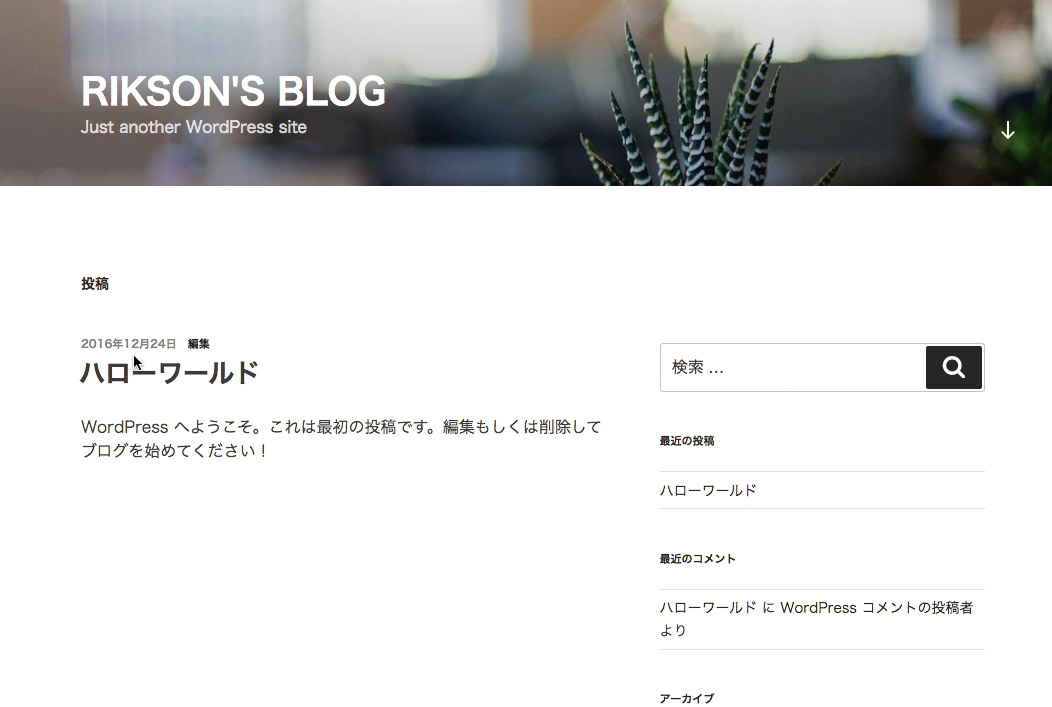 RIKSON'S BLOG
Just another WordPress site
投稿
2016年12月24日 編集
ハローワールド
WordPress へようこそ。これは最初の投稿です。編集もしくは削除して
ブログを始めてください！
検索 …
最近の投稿
ハローワールド
最近のコメント
ハローワールド に WordPress コメントの投稿者
より
アーカイブ